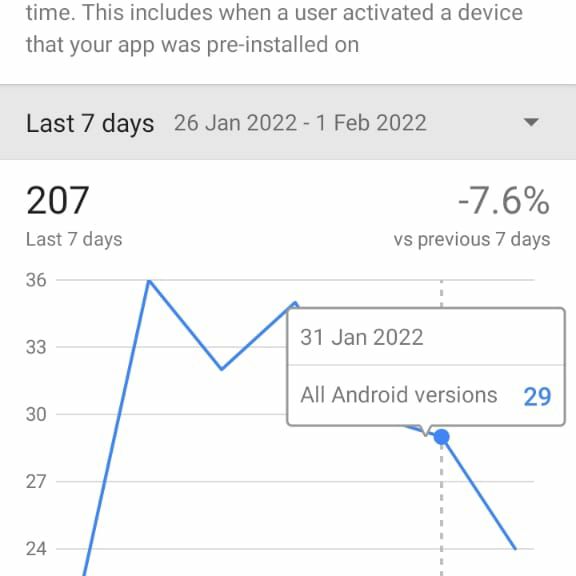 time. This includes when a user activated a device
that your app was pre-installed on
Last 7 days 26 Jan 2022 - 1 Feb 2022
207 -7.6%
Last 7 days vs previous 7 days
36
33
31 Jan 2022
All Android versions 29
30
27
24